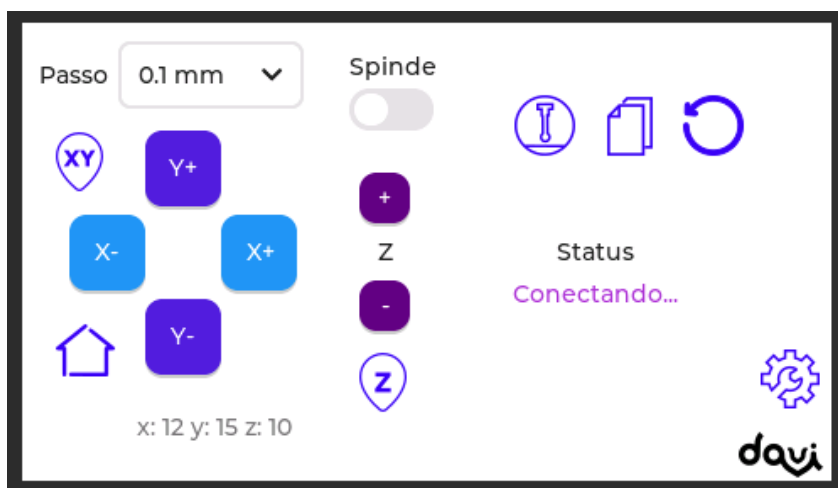 Passo
0.1 mm
Spinde
XY
Y+
X-
X+
Y-
+
Z
-
Z
Status
Conectando...
x: 12 y: 15 z: 10
davi